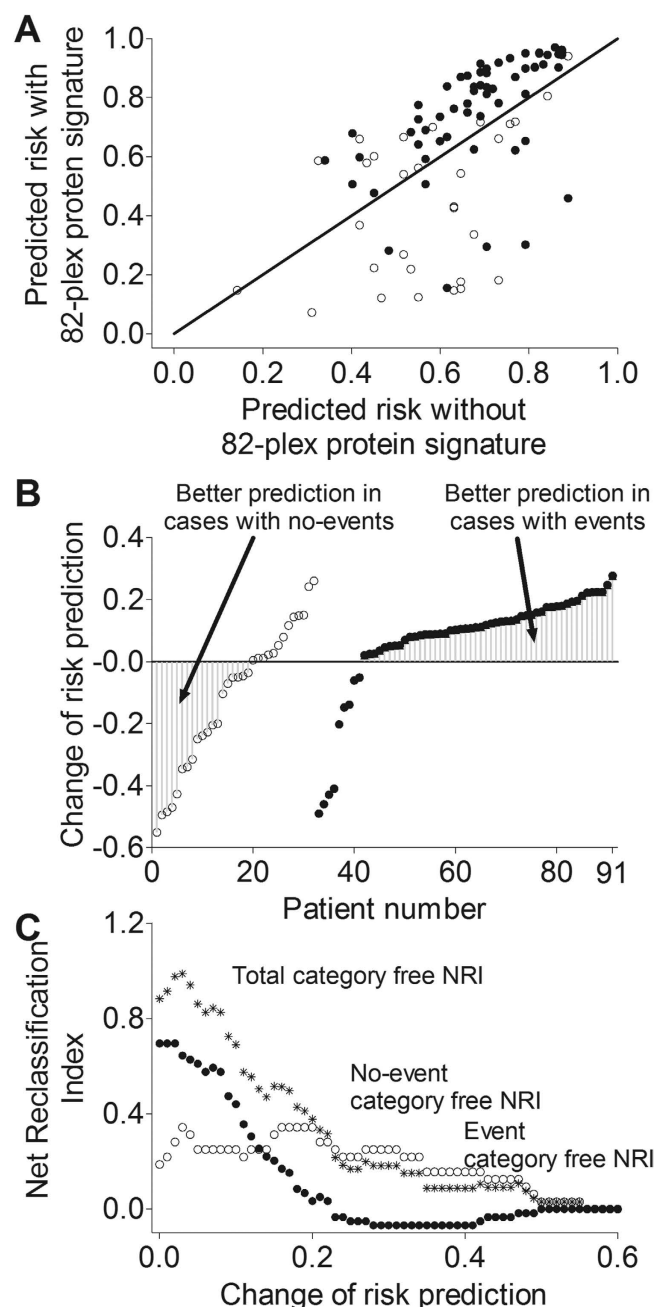 A
Predicted risk with
82-plex proten signature
1.0
0.8
0.6
0.4
0.2
0.0
0.0 0.2 0.4 0.6 0.8 1.0
Predicted risk without
82-plex protein signature
B
Better prediction in
cases with no-events
Better prediction in
cases with events
Change of risk prediction
0.4
0.2
-0.0
-0.2
-0.4
-0.6
0 20 40 60 80 91
Patient number
C
Net Reclassification
Index
1.2
0.8
0.4
0.0
Total category free NRI
No-event
category free NRI
Event
category free NRI
0.0 0.2 0.4 0.6
Change of risk prediction